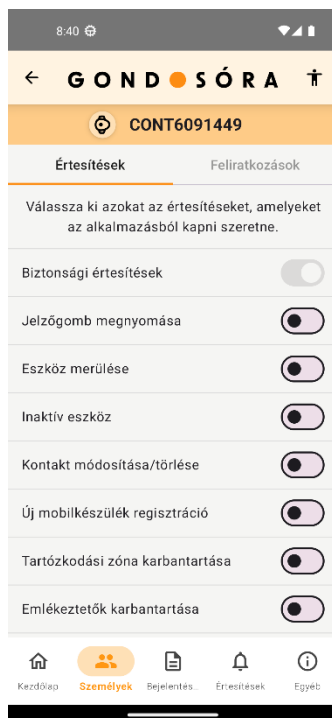 8:40
GONDOSÓRA
CONT6091449
Értesítések
Feliratkozások
Válassza ki azokat az értesítéseket, amelyeket
az alkalmazásból kapni szeretne.
Biztonsági értesítések
Jelzőgomb megnyomása
Eszköz merülése
Inaktív eszköz
Kontakt módosítása/törlése
Új mobilkészülék regisztráció
Tartózkodási zóna karbantartása
Emlékeztetők karbantartása
Kezdőlap
Személyek
Bejelentés..
Értesítések
Egyéb